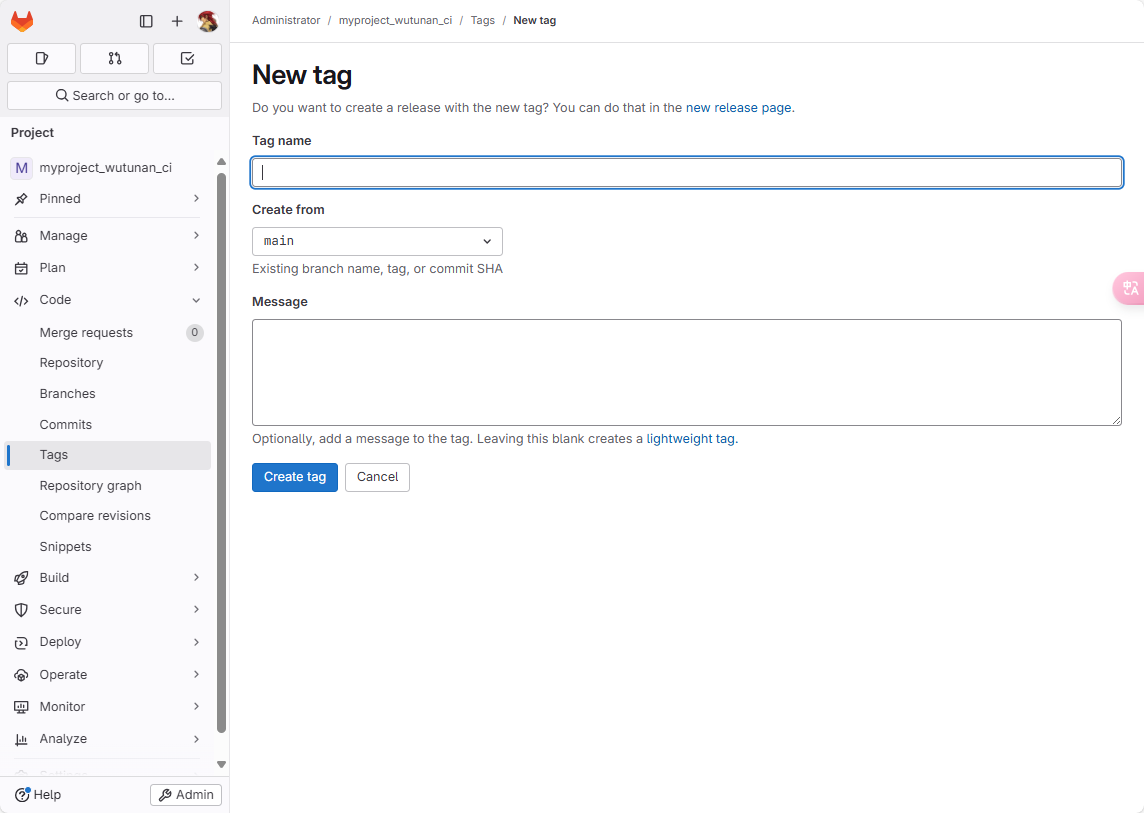 Administrator / myproject_wutunan_ci / Tags / New tag
Search or go to...
Project
M myproject_wutunan_ci
Pinned
Manage
Plan
Code
Merge requests 0
Repository
Branches
Commits
Tags
Repository graph
Compare revisions
Snippets
Build
Secure
Deploy
Operate
Monitor
Analyze
Settings
Help
Admin
New tag
Do you want to create a release with the new tag? You can do that in the new release page.
Tag name
Create from
main
Existing branch name, tag, or commit SHA
Message
Optionally, add a message to the tag. Leaving this blank creates a lightweight tag.
Create tag
Cancel
中A